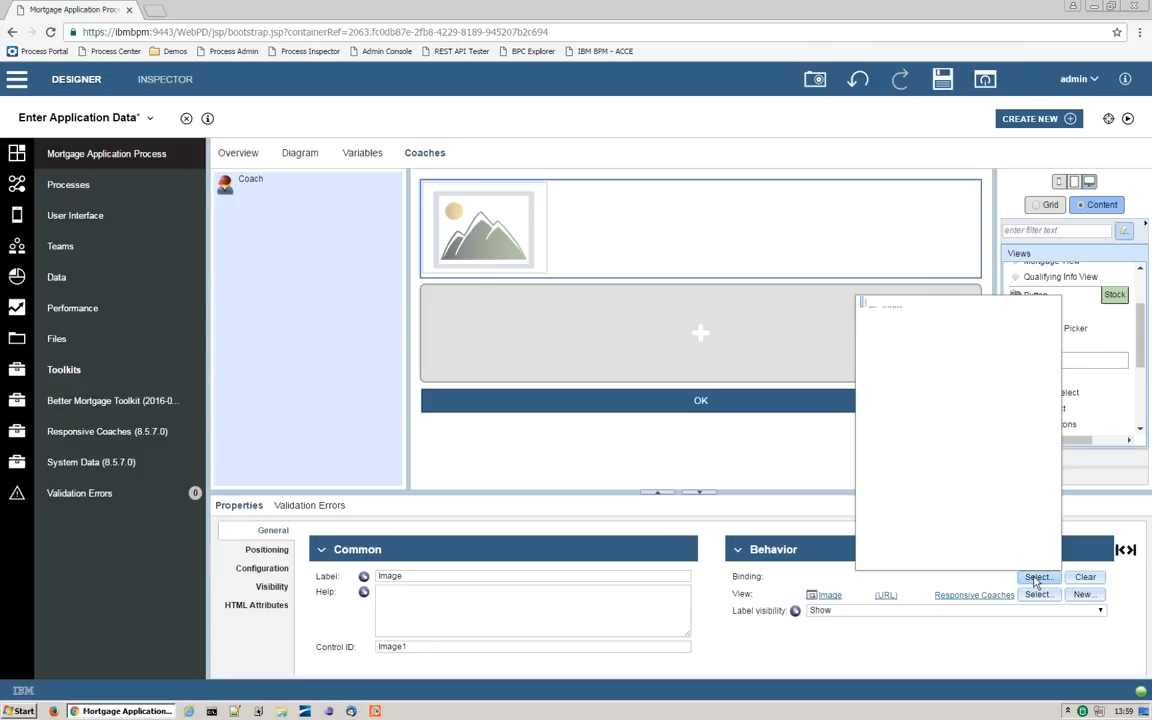 Mortgage Application Proce
https://ibmbpm:9443/WebPD/jsp/bootstrap.jsp?containerRef=2063.fc0db87e-2fb8-4229-8189-945207b2c694
Process Portal
Process Center
Demos
Process Admin
Process Inspector
Admin Console
REST API Tester
BPC Explorer
IBM BPM - ACCE
DESIGNER
INSPECTOR
admin
Enter Application Data*
CREATE NEW
Mortgage Application Process
Overview
Diagram
Variables
Coaches
Processes
User Interface
Teams
Data
Performance
Files
Toolkits
Better Mortgage Toolkit (2016-0...
Responsive Coaches (8.5.7.0)
System Data (8.5.7.0)
Validation Errors 0
Coach
OK
Grid
Content
enter filter text
Views
Mortgage View
Qualifying Info View
Button
Stock
Picker
Properties
Validation Errors
General
Positioning
Configuration
Visibility
HTML Attributes
Common
Label: Image
Help:
Control ID: Image1
Behavior
Binding: Select... Clear
View: Image (URL) Responsive Coaches Select... New...
Label visibility: Show
IBM
Start
Mortgage Application...
13:59